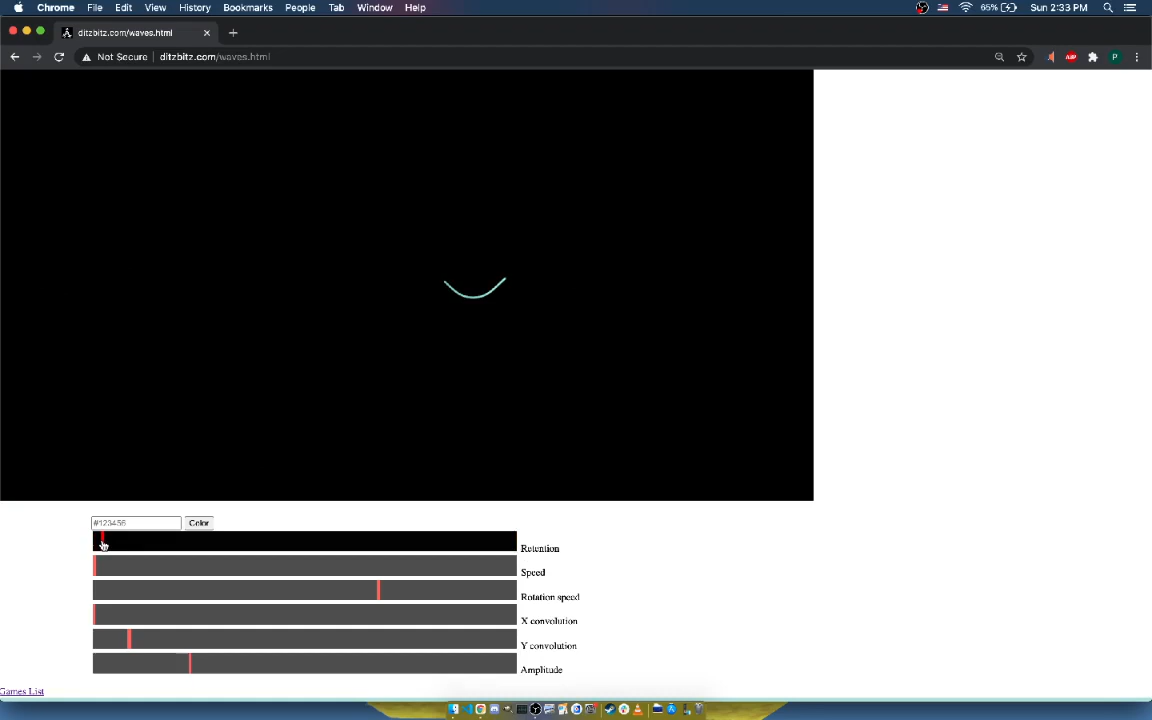 Chrome File Edit View History Bookmarks People Tab Window Help 65% Sun 2:33 PM
ditzbitz.com/waves.html
Not Secure ditzbitz.com/waves.html ABP P
#123456 Color
Retention
Speed
Rotation speed
X convolution
Y convolution
Amplitude
Games List